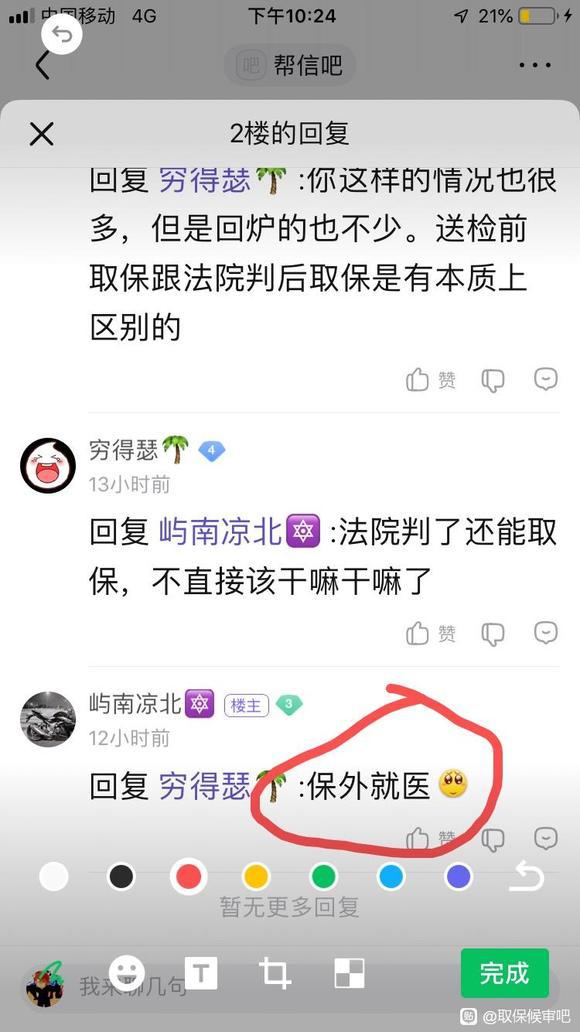 中国移动 4G 下午10:24 21%
吧 帮信吧
2楼的回复
回复 穷得瑟🌴 :你这样的情况也很
多，但是回炉的也不少。送检前
取保跟法院判后取保是有本质上
区别的
赞
穷得瑟🌴 4
13小时前
回复 屿南凉北🔯 :法院判了还能取
保，不直接该干嘛干嘛了
赞
屿南凉北🔯 楼主 3
12小时前
回复 穷得瑟🌴 :保外就医🥺
赞
暂无更多回复
我来聊几句
T
完成
贴 @取保候审吧